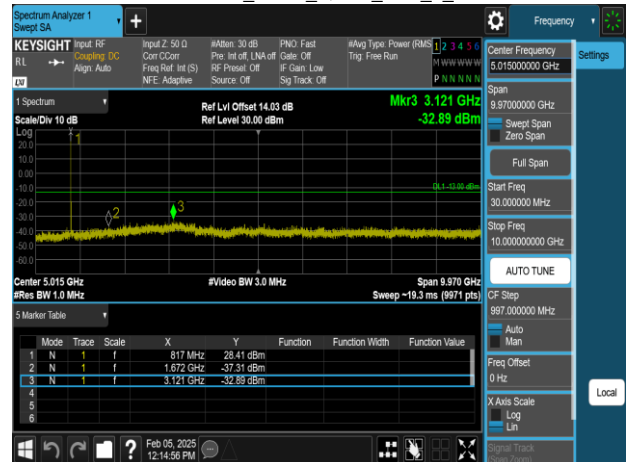 Spectrum Analyzer 1
Swept SA
Frequency
KEYSIGHT
RL
LXI
Input: RF
Coupling: DC
Align: Auto
Input Z: 50 Ω
Corr CCorr
Freq Ref: Int (S)
NFE: Adaptive
#Atten: 30 dB
Pre: Int off, LNA off
RF Presel: Off
Source: Off
PNO: Fast
Gate: Off
IF Gain: Low
Sig Track: Off
#Avg Type: Power (RMS
Trig: Free Run
1 2 3 4 5 6
M W W W W W
P N N N N N
1 Spectrum
Scale/Div 10 dB
Log
Ref Lvl Offset 14.03 dB
Ref Level 30.00 dBm
Mkr3 3.121 GHz
-32.89 dBm
20.0
10.0
0.00
-10.0
-20.0
-30.0
-40.0
-50.0
-60.0
1
2
3
DL1 -13.00 dBm
Center 5.015 GHz
#Res BW 1.0 MHz
#Video BW 3.0 MHz
Span 9.970 GHz
Sweep ~19.3 ms (9971 pts)
5 Marker Table
Mode Trace Scale X Y Function Function Width Function Value
1 N 1 f 817 MHz 28.41 dBm
2 N 1 f 1.672 GHz -37.31 dBm
3 N 1 f 3.121 GHz -32.89 dBm
4
5
6
Feb 05, 2025
12:14:56 PM
Center Frequency
5.015000000 GHz
Span
9.97000000 GHz
Swept Span
Zero Span
Full Span
Start Freq
30.000000 MHz
Stop Freq
10.000000000 GHz
AUTO TUNE
CF Step
997.000000 MHz
Auto
Man
Freq Offset
0 Hz
X Axis Scale
Log
Lin
Signal Track
(Span Zoom)
Settings
Local